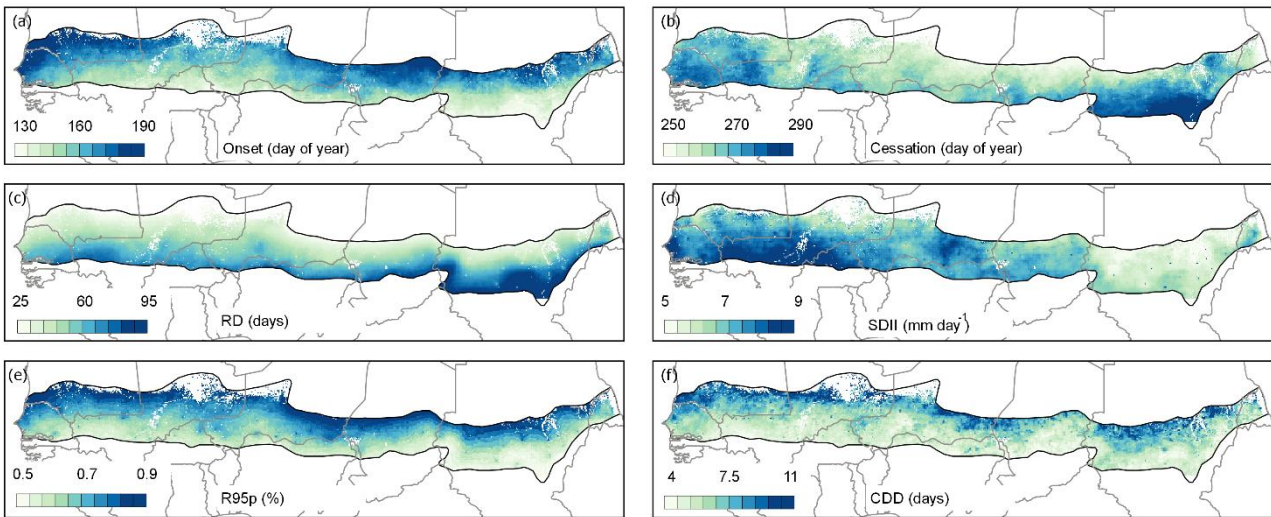 (a)
130 160 190
Onset (day of year)
(b)
250 270 290
Cessation (day of year)
(c)
25 60 95
RD (days)
(d)
5 7 9
SDII (mm day⁻¹)
(e)
0.5 0.7 0.9
R95p (%)
(f)
4 7.5 11
CDD (days)